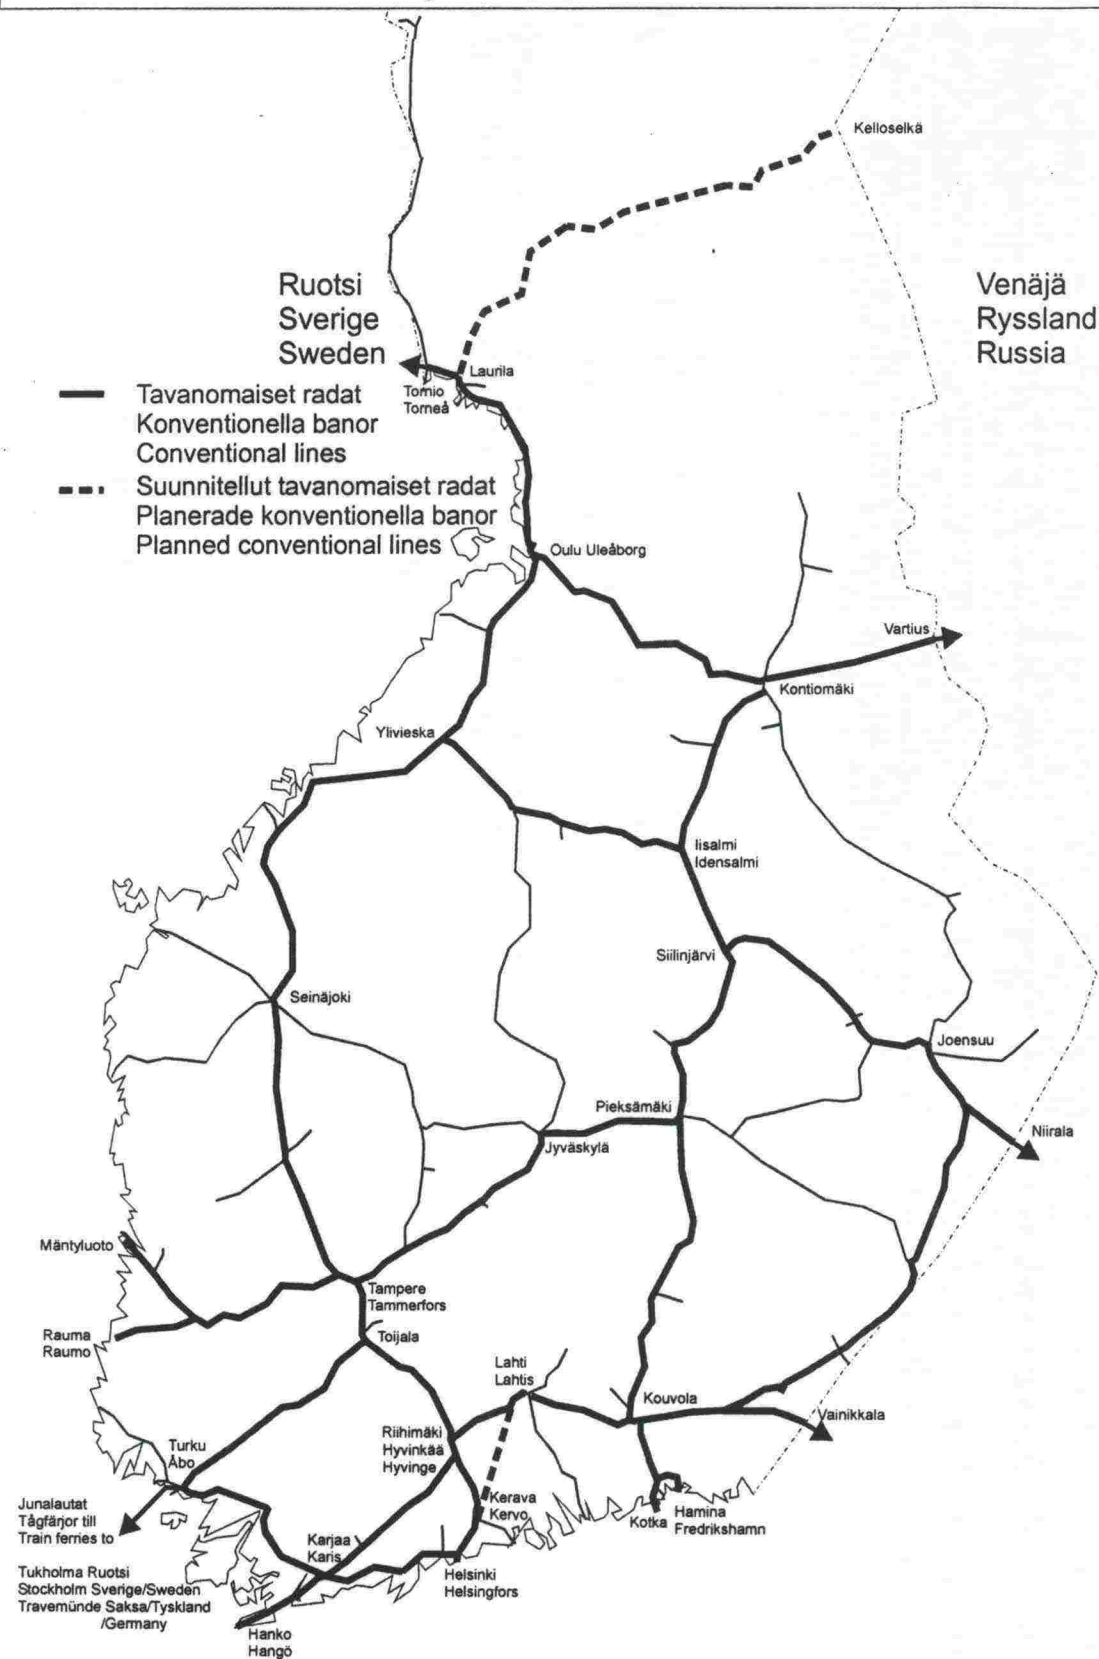 Kelloselkä
Ruotsi
Sverige
Sweden
Venäjä
Ryssland
Russia
Laurila
Tornio
Torneå
Tavanomaiset radat
Konventionella banor
Conventional lines
Suunnitellut tavanomaiset radat
Planerade konventionella banor
Planned conventional lines
Oulu Uleåborg
Vartius
Kontiomäki
Ylivieska
Iisalmi
Idensalmi
Siilinjärvi
Seinäjoki
Joensuu
Pieksämäki
Niirala
Jyväskylä
Mäntyluoto
Tampere
Tammerfors
Rauma
Raumo
Toijala
Lahti
Lahtis
Kouvola
Vainikkala
Riihimäki
Hyvinkää
Hyvinge
Turku
Åbo
Kerava
Kervo
Hamina
Fredrikshamn
Kotka
Junalautat
Tågfärjor till
Train ferries to
Karjaa
Karis
Helsinki
Helsingfors
Tukholma Ruotsi
Stockholm Sverige/Sweden
Travemünde Saksa/Tyskland
/Germany
Hanko
Hangö